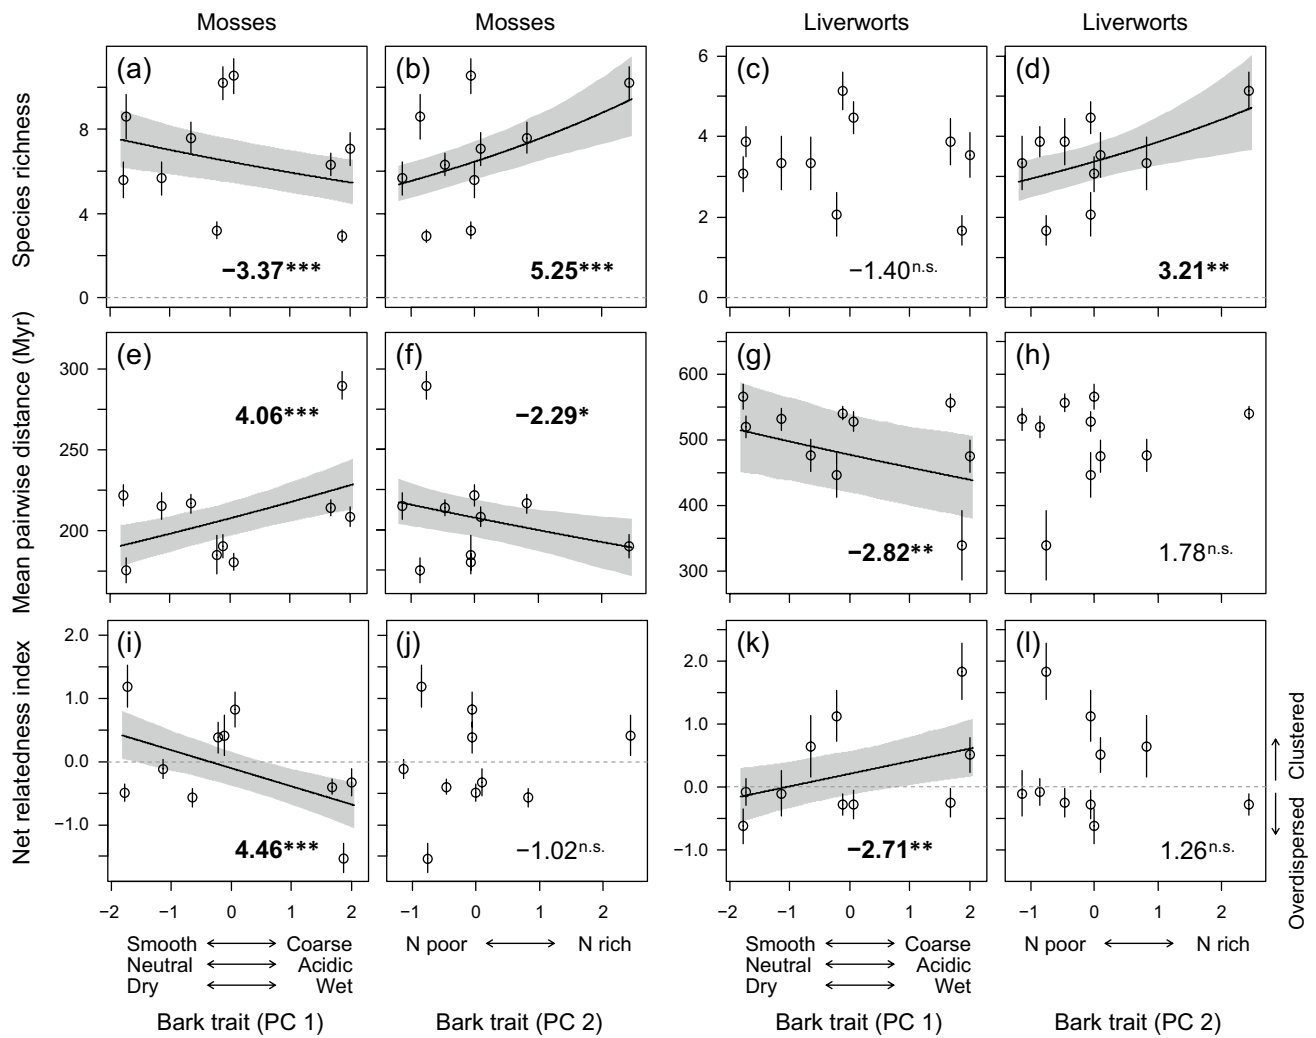 Mosses
Mosses
Liverworts
Liverworts
Species richness
(a)
8
4
0
−3.37***
(b)
5.25***
(c)
6
4
2
0
−1.40n.s.
(d)
3.21**
Mean pairwise distance (Myr)
(e)
300
250
200
4.06***
(f)
−2.29*
(g)
600
500
400
300
−2.82**
(h)
1.78n.s.
Net relatedness index
(i)
2.0
1.0
0.0
−1.0
4.46***
(j)
−1.02n.s.
(k)
2.0
1.0
0.0
−1.0
−2.71**
(l)
1.26n.s.
Clustered
Overdispersed
−2 −1 0 1 2
−1 0 1 2
−2 −1 0 1 2
−1 0 1 2
Smooth ⟷ Coarse
Neutral ⟷ Acidic
Dry ⟷ Wet
N poor ⟷ N rich
Smooth ⟷ Coarse
Neutral ⟷ Acidic
Dry ⟷ Wet
N poor ⟷ N rich
Bark trait (PC 1)
Bark trait (PC 2)
Bark trait (PC 1)
Bark trait (PC 2)